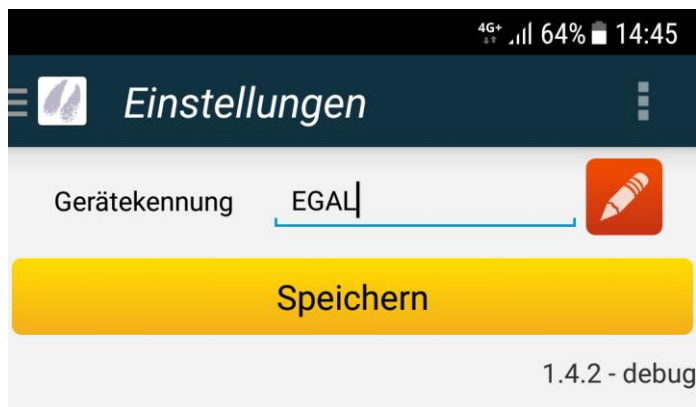 4G+ 64% 14:45
Einstellungen
Gerätekennung EGAL
Speichern
1.4.2 - debug